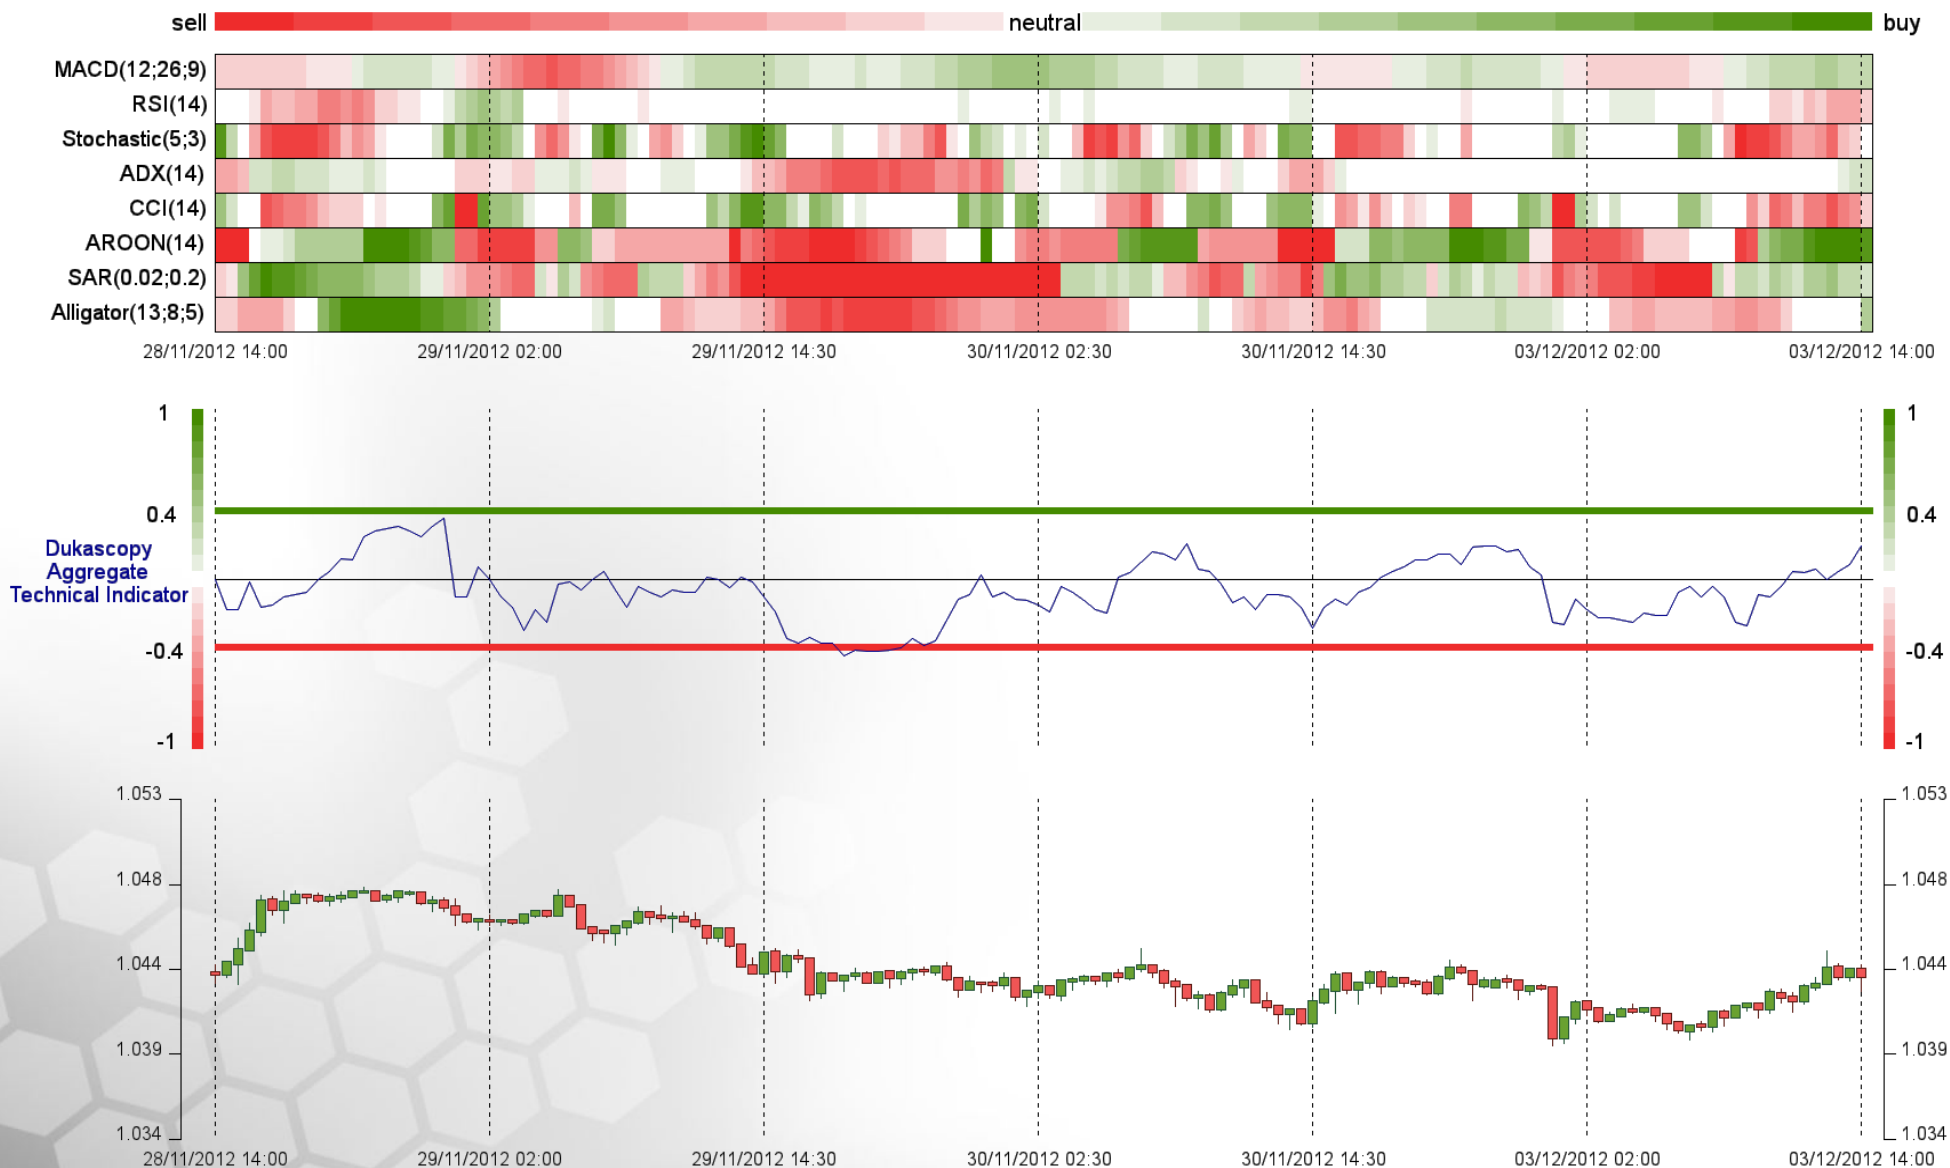 sell neutral buy
MACD(12;26;9)
RSI(14)
Stochastic(5;3)
ADX(14)
CCI(14)
AROON(14)
SAR(0.02;0.2)
Alligator(13;8;5)
28/11/2012 14:00 29/11/2012 02:00 29/11/2012 14:30 30/11/2012 02:30 30/11/2012 14:30 03/12/2012 02:00 03/12/2012 14:00
1 1
0.4 0.4
Dukascopy
Aggregate
Technical Indicator
-0.4 -0.4
-1 -1
1.053 1.053
1.048 1.048
1.044 1.044
1.039 1.039
1.034 1.034
28/11/2012 14:00 29/11/2012 02:00 29/11/2012 14:30 30/11/2012 02:30 30/11/2012 14:30 03/12/2012 02:00 03/12/2012 14:00